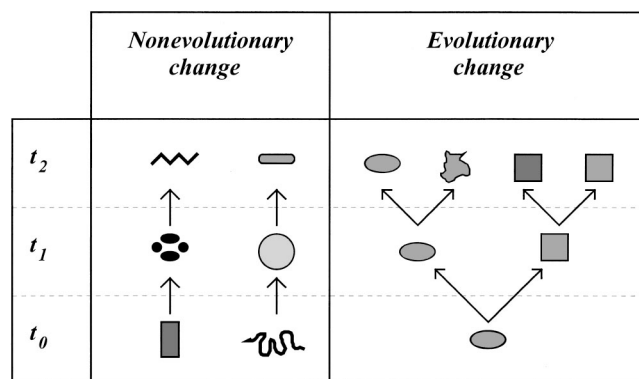 Nonevolutionary
change
Evolutionary
change
t₂
t₁
t₀